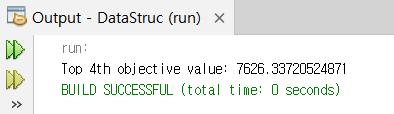 Output - DataStruc (run)
run:
Top 4th objective value: 7626.33720524871
BUILD SUCCESSFUL (total time: 0 seconds)